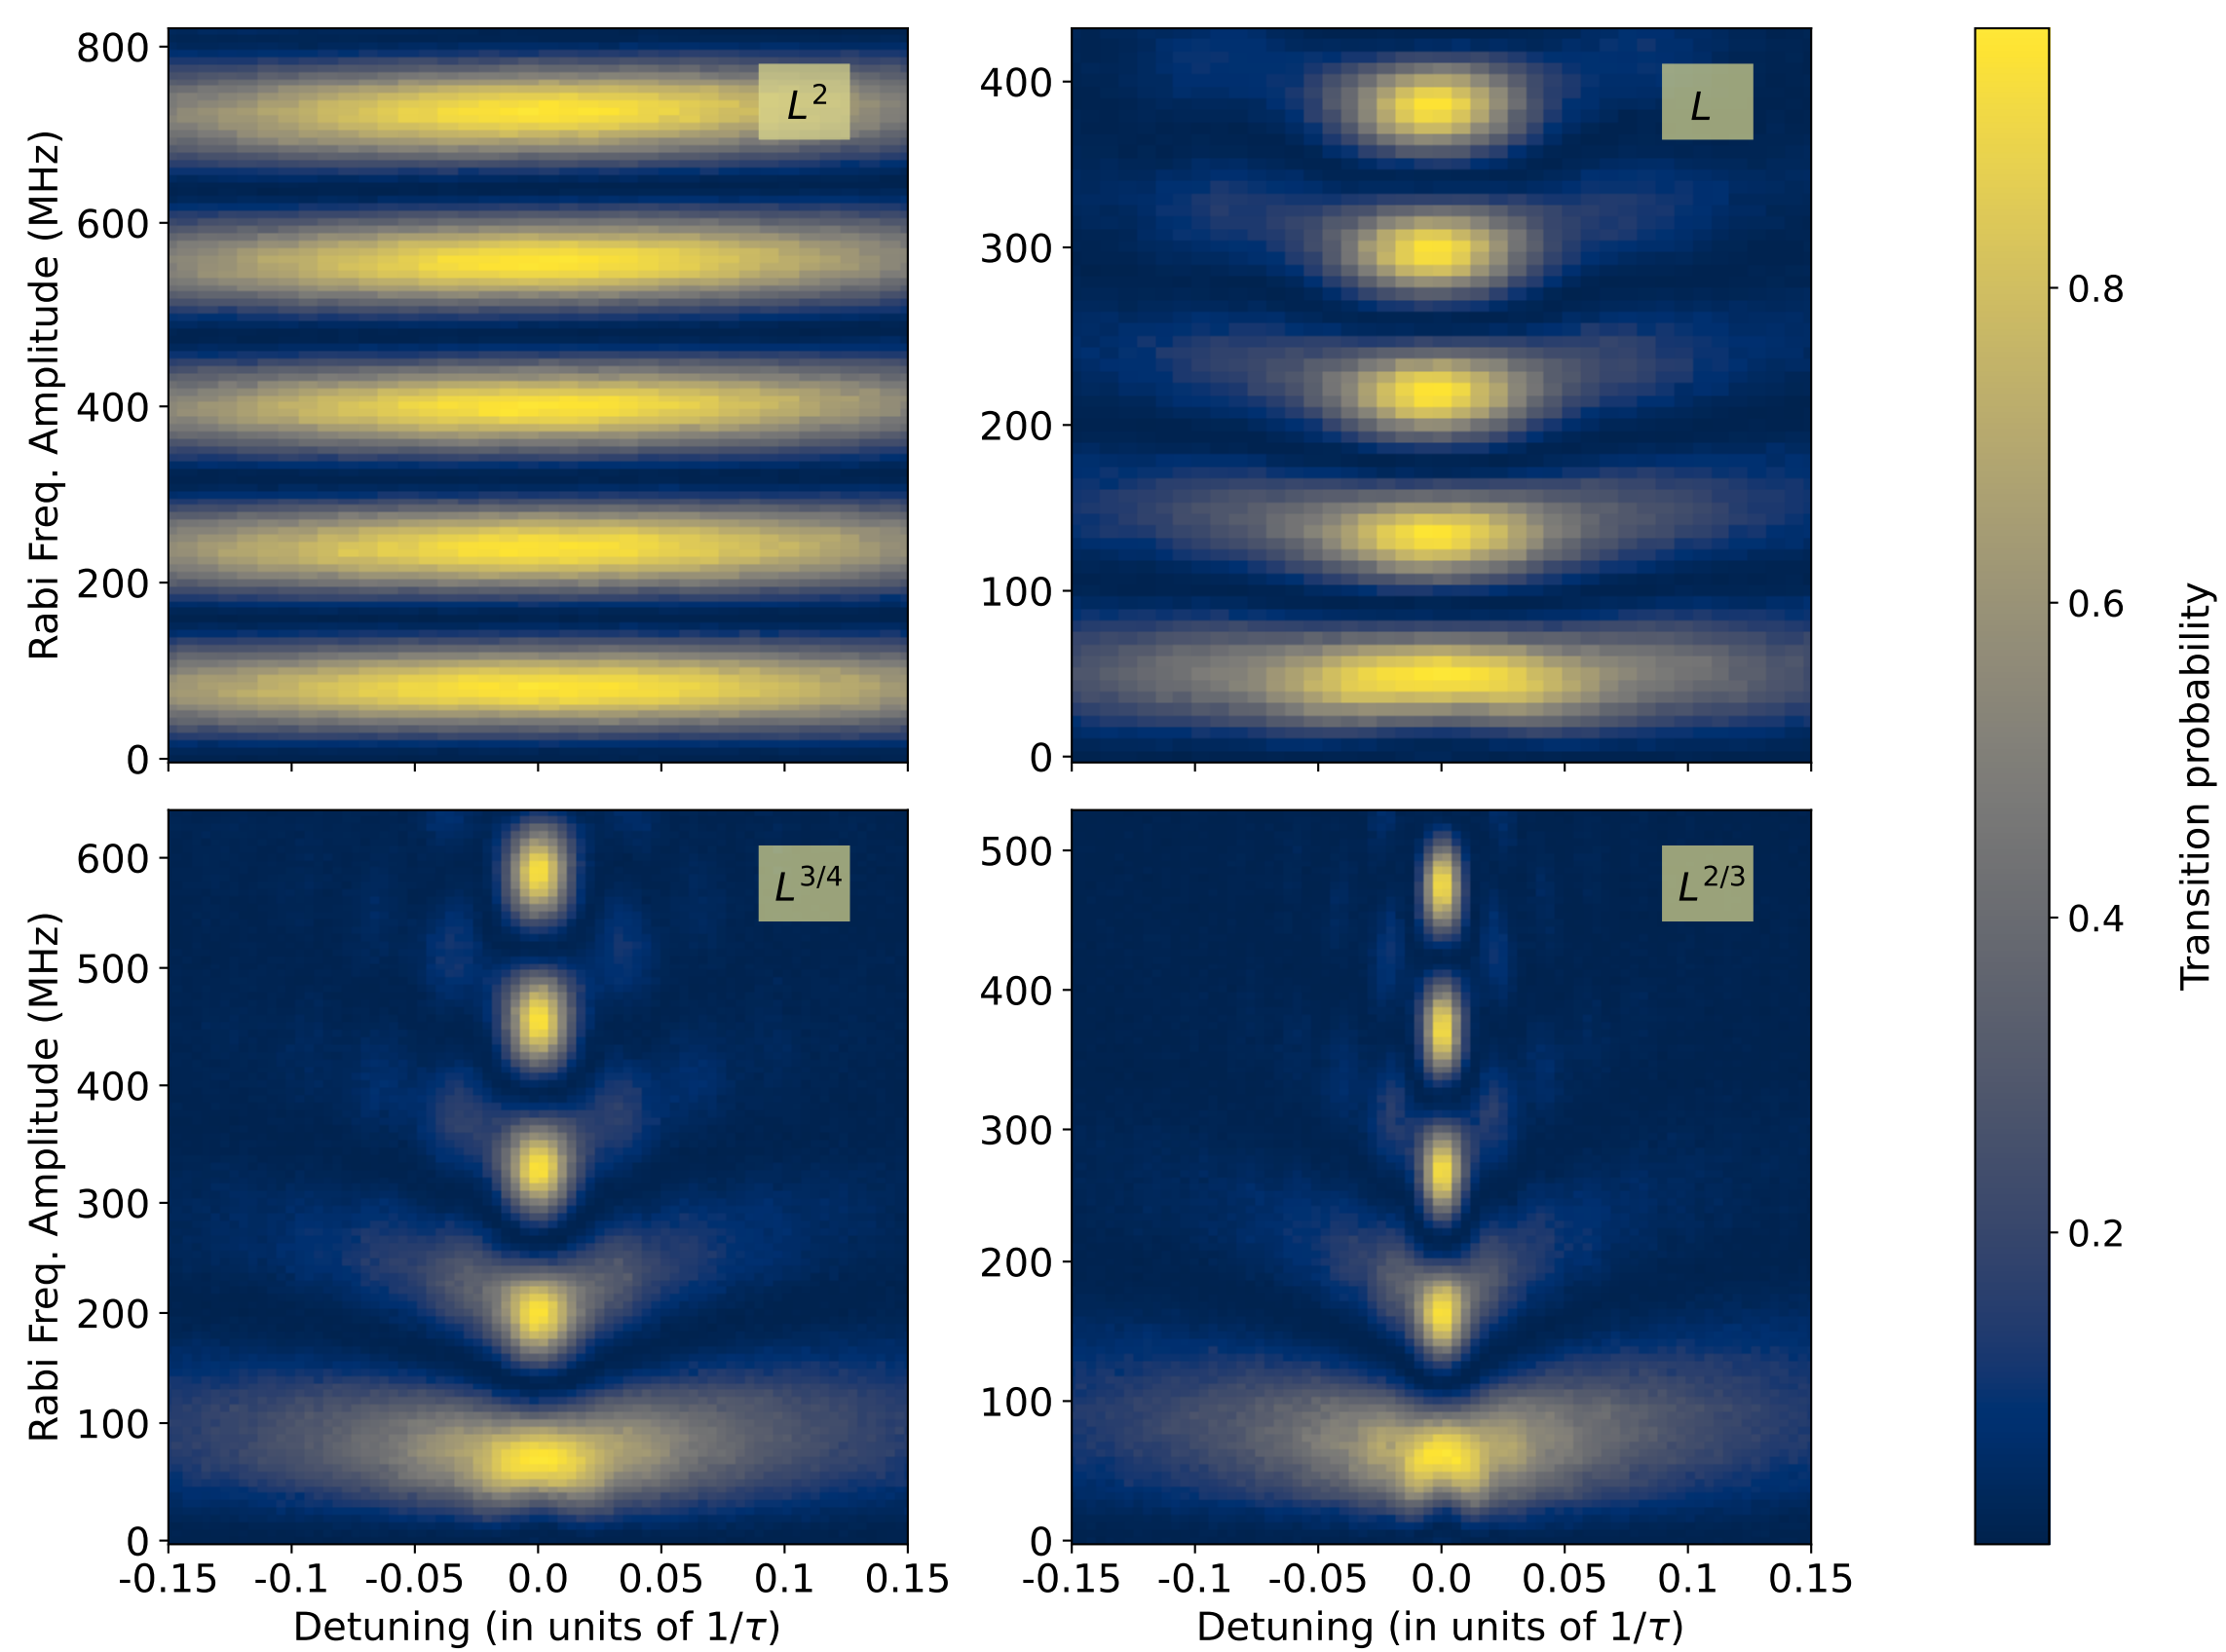 Rabi Freq. Amplitude (MHz)
800
600
400
200
0
L²
400
300
200
100
0
L
Rabi Freq. Amplitude (MHz)
600
500
400
300
200
100
0
L^3/4
-0.15 -0.1 -0.05 0.0 0.05 0.1 0.15
Detuning (in units of 1/τ)
500
400
300
200
100
0
L^2/3
-0.15 -0.1 -0.05 0.0 0.05 0.1 0.15
Detuning (in units of 1/τ)
0.8
0.6
0.4
0.2
Transition probability